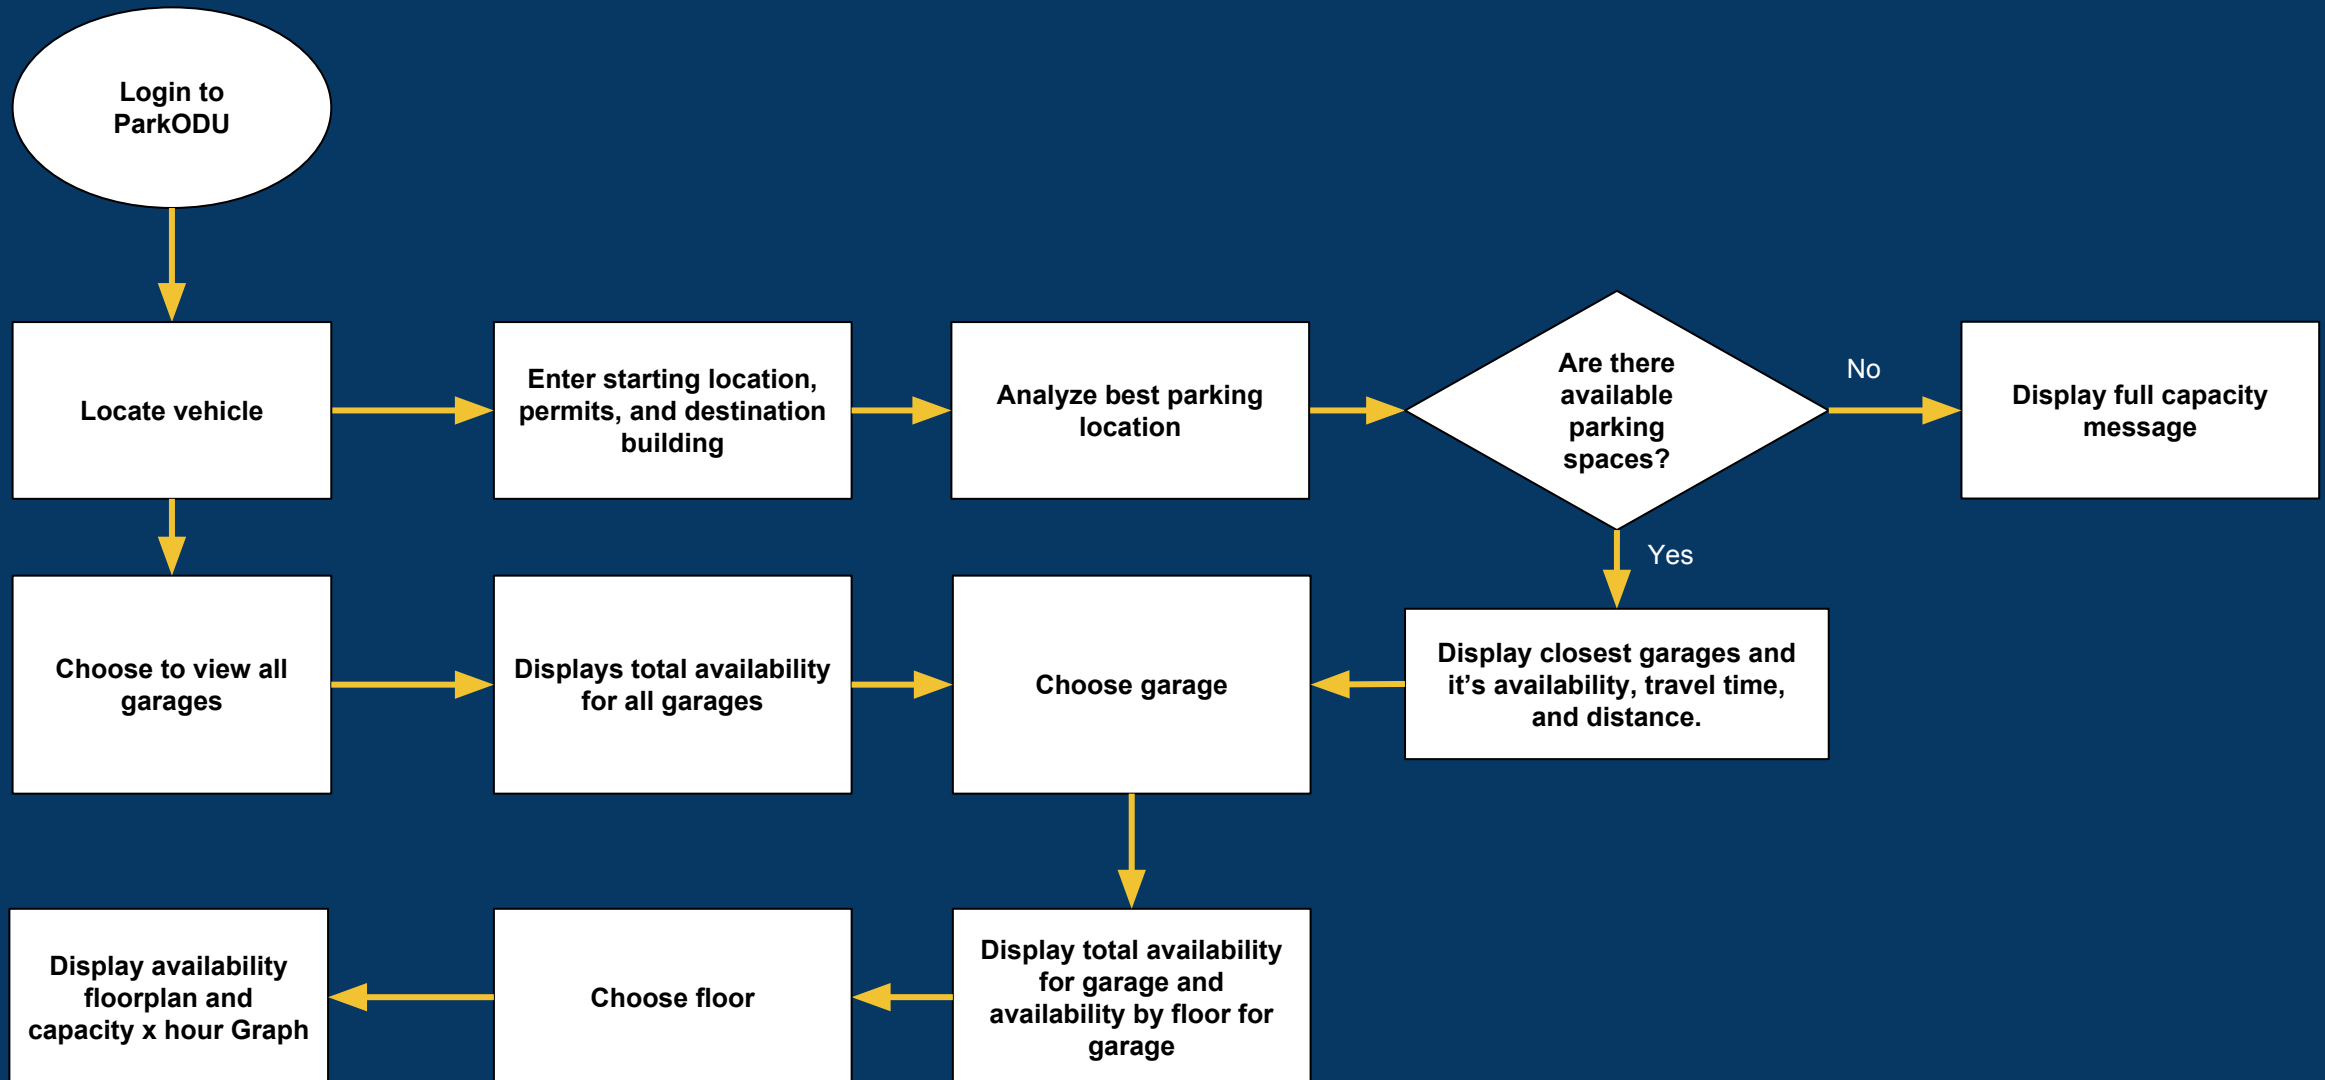 Login to
ParkODU
Locate vehicle
Enter starting location,
permits, and destination
building
Analyze best parking
location
Are there
available
parking
spaces?
No
Display full capacity
message
Yes
Choose to view all
garages
Displays total availability
for all garages
Choose garage
Display closest garages and
it’s availability, travel time,
and distance.
Display availability
floorplan and
capacity x hour Graph
Choose floor
Display total availability
for garage and
availability by floor for
garage